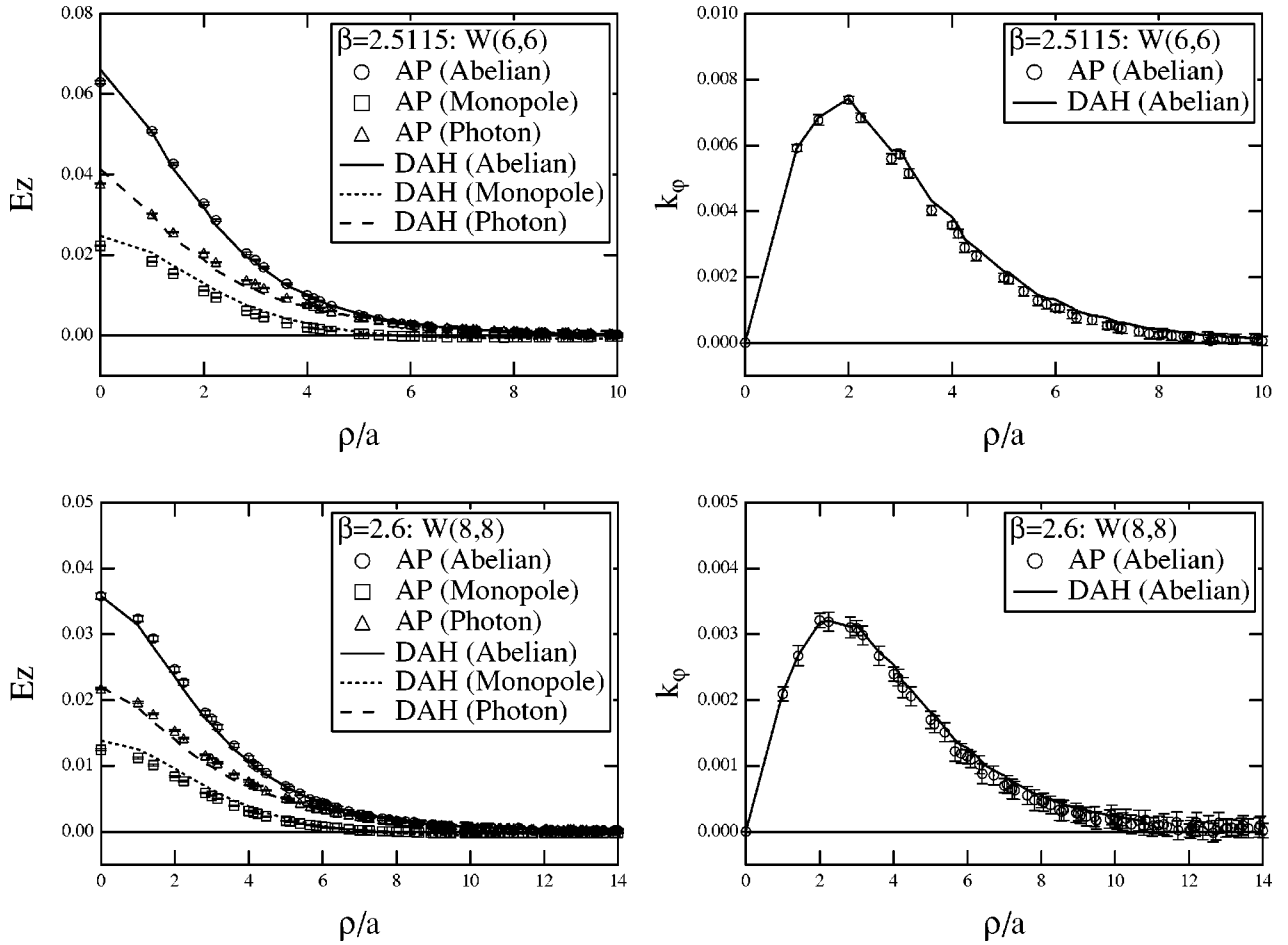 0.08
0.06
0.04
0.02
0.00
Ez
β=2.5115: W(6,6)
AP (Abelian)
AP (Monopole)
AP (Photon)
DAH (Abelian)
DAH (Monopole)
DAH (Photon)
0 2 4 6 8 10
ρ/a
0.010
0.008
0.006
0.004
0.002
0.000
kφ
β=2.5115: W(6,6)
AP (Abelian)
DAH (Abelian)
0 2 4 6 8 10
ρ/a
0.05
0.04
0.03
0.02
0.01
0.00
Ez
β=2.6: W(8,8)
AP (Abelian)
AP (Monopole)
AP (Photon)
DAH (Abelian)
DAH (Monopole)
DAH (Photon)
0 2 4 6 8 10 12 14
ρ/a
0.005
0.004
0.003
0.002
0.001
0.000
kφ
β=2.6: W(8,8)
AP (Abelian)
DAH (Abelian)
0 2 4 6 8 10 12 14
ρ/a